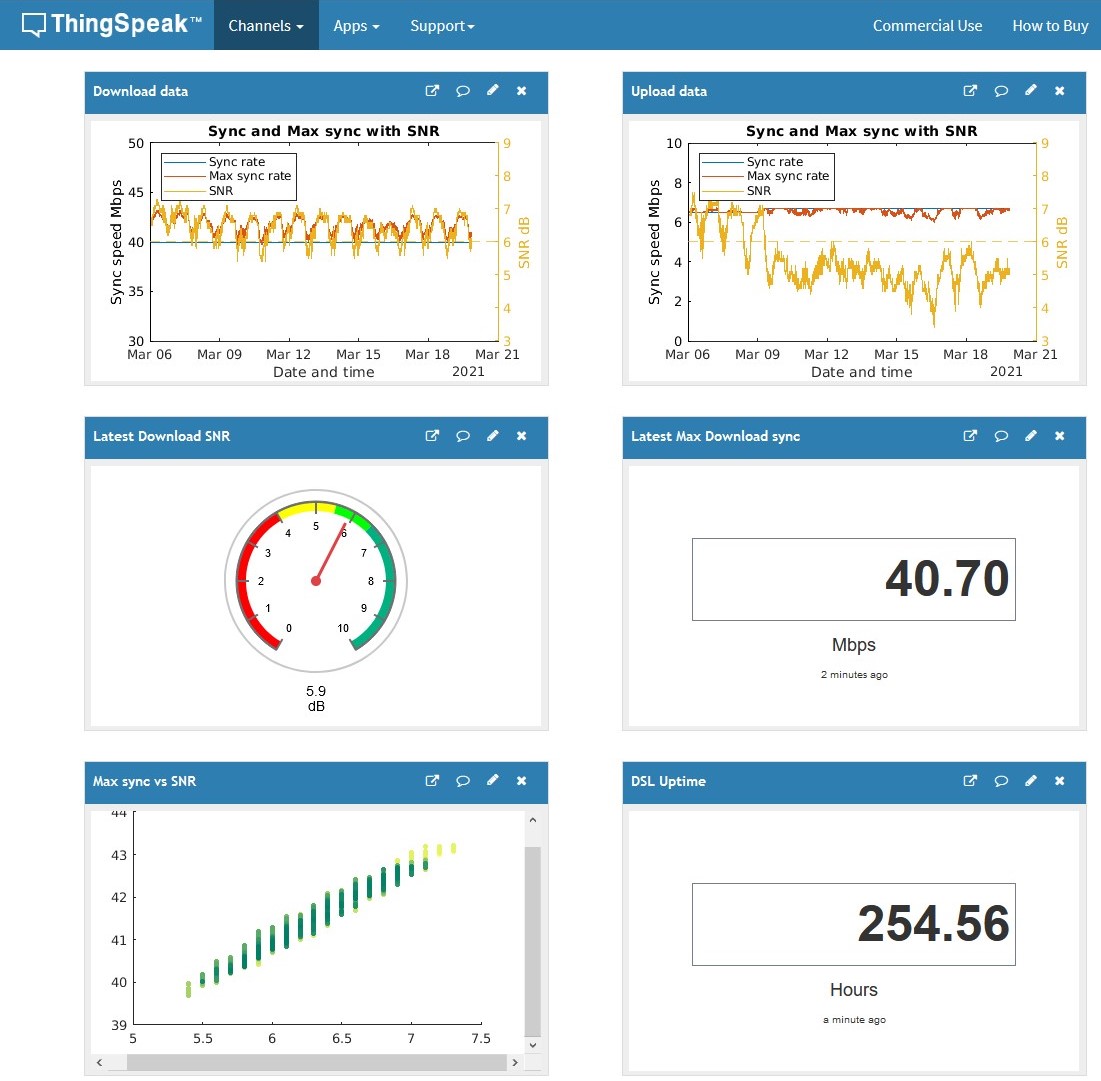 ThingSpeak™ Channels Apps Support Commercial Use How to Buy
Download data
Sync and Max sync with SNR
Sync rate
Max sync rate
SNR
50
45
40
35
30
Sync speed Mbps
9
8
7
6
5
4
3
SNR dB
Mar 06 Mar 09 Mar 12 Mar 15 Mar 18 Mar 21
Date and time 2021
Upload data
Sync and Max sync with SNR
Sync rate
Max sync rate
SNR
10
8
6
4
2
0
Sync speed Mbps
9
8
7
6
5
4
3
SNR dB
Mar 06 Mar 09 Mar 12 Mar 15 Mar 18 Mar 21
Date and time 2021
Latest Download SNR
0
1
2
3
4
5
6
7
8
9
10
5.9
dB
Latest Max Download sync
40.70
Mbps
2 minutes ago
Max sync vs SNR
44
43
42
41
40
39
5 5.5 6 6.5 7 7.5
DSL Uptime
254.56
Hours
a minute ago